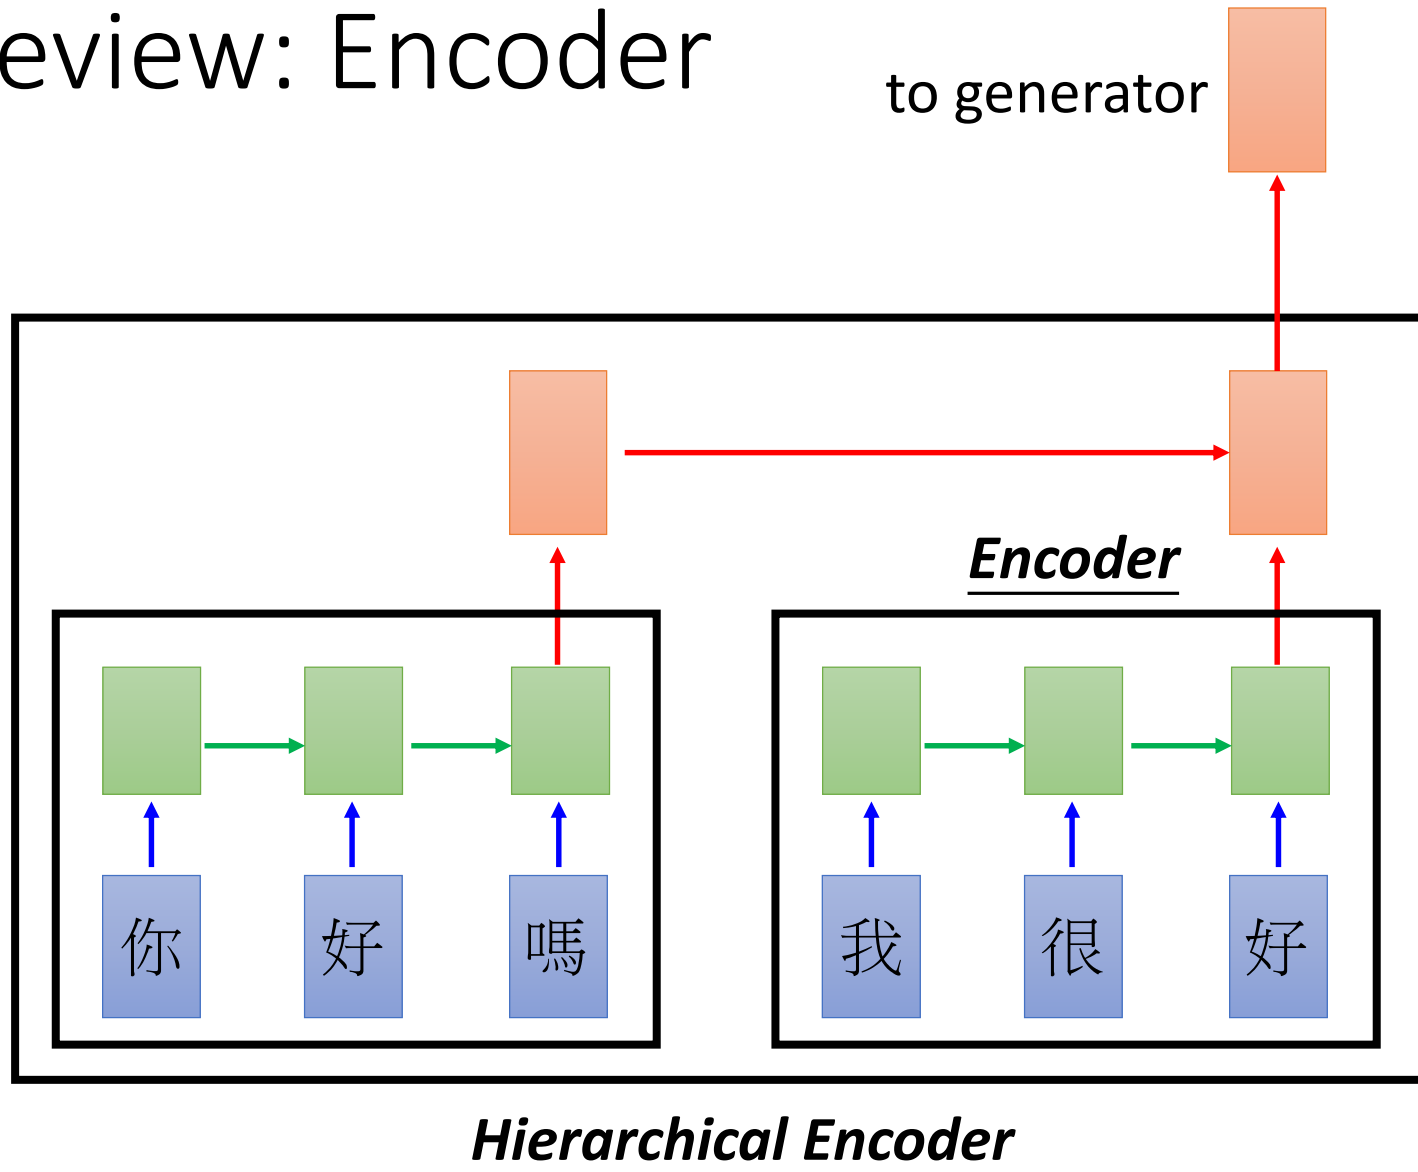 eview: Encoder
to generator
Encoder
你 好 嗎 我 很 好
Hierarchical Encoder